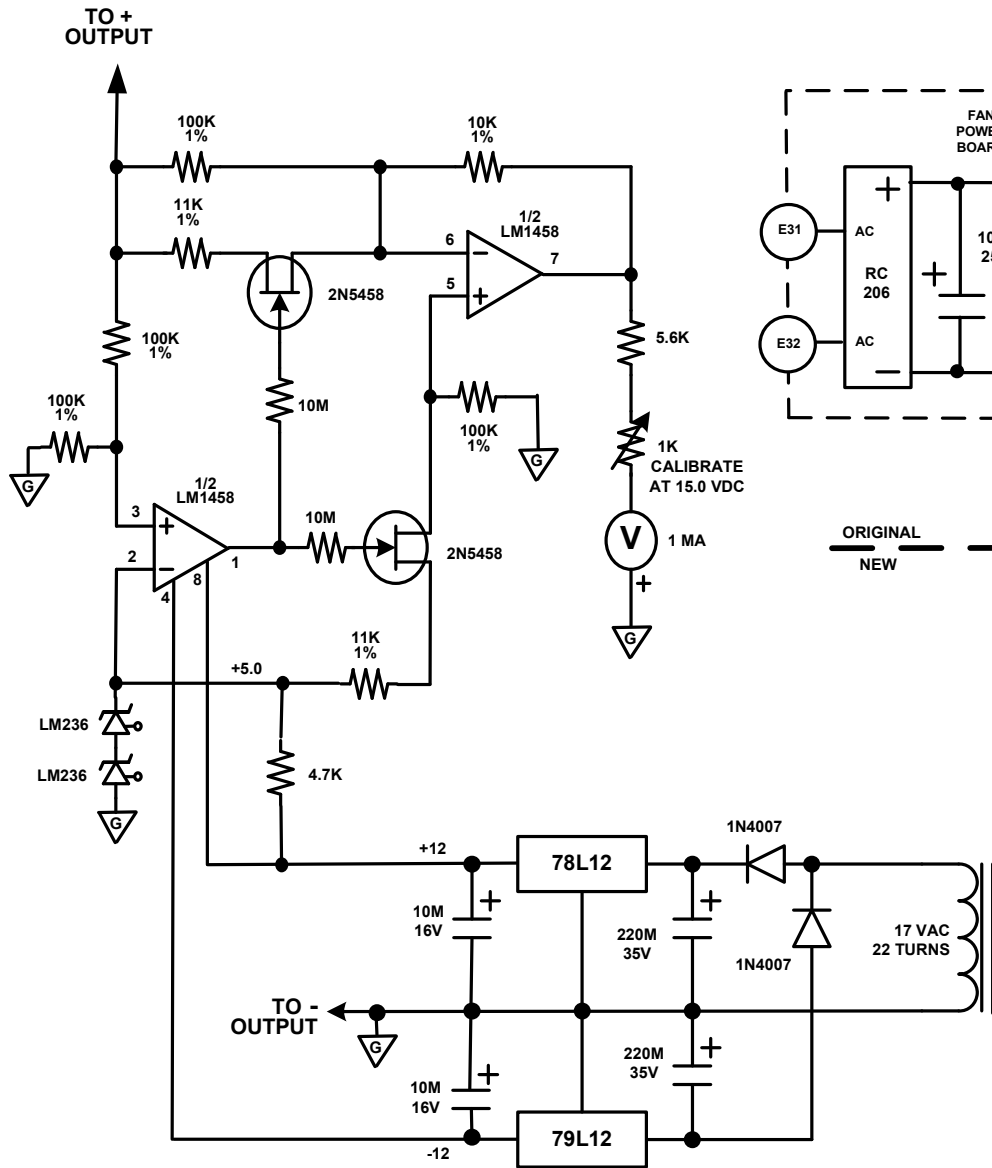 TO +
OUTPUT
100K
1%
10K
1%
11K
1%
1/2
LM1458
6
5
7
2N5458
100K
1%
10M
100K
1%
100K
1%
5.6K
1K
CALIBRATE
AT 15.0 VDC
G
G
1/2
LM1458
3
2
4
8
1
10M
2N5458
V
1 MA
G
11K
1%
+5.0
LM236
LM236
G
4.7K
E31
E32
AC
AC
RC
206
ORIGINAL
NEW
+12
78L12
1N4007
10M
16V
220M
35V
1N4007
17 VAC
22 TURNS
TO -
OUTPUT
G
10M
16V
220M
35V
-12
79L12